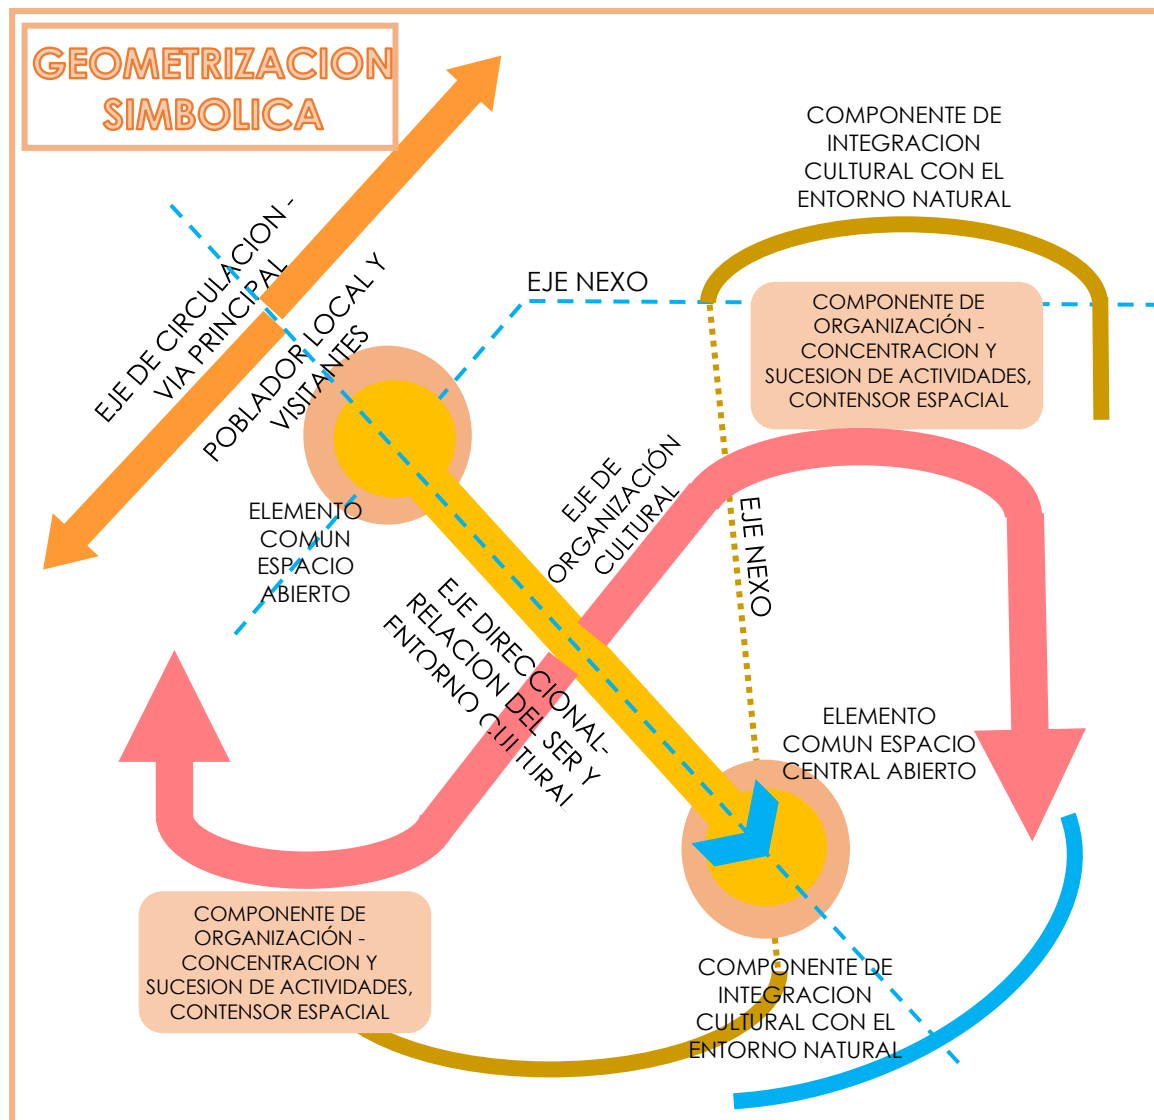 GEOMETRIZACION
SIMBOLICA
COMPONENTE DE
INTEGRACION
CULTURAL CON EL
ENTORNO NATURAL
EJE DE CIRCULACION -
VIA PRINCIPAL
POBLADOR LOCAL Y
VISITANTES
EJE NEXO
COMPONENTE DE
ORGANIZACIÓN -
CONCENTRACION Y
SUCESION DE ACTIVIDADES,
CONTENSOR ESPACIAL
ELEMENTO
COMUN
ESPACIO
ABIERTO
EJE DE
ORGANIZACIÓN
CULTURAL
EJE NEXO
EJE DIRECCIONAL-
RELACION DEL SER Y
ENTORNO CULTURAL
ELEMENTO
COMUN ESPACIO
CENTRAL ABIERTO
COMPONENTE DE
ORGANIZACIÓN -
CONCENTRACION Y
SUCESION DE ACTIVIDADES,
CONTENSOR ESPACIAL
COMPONENTE DE
INTEGRACION
CULTURAL CON EL
ENTORNO NATURAL